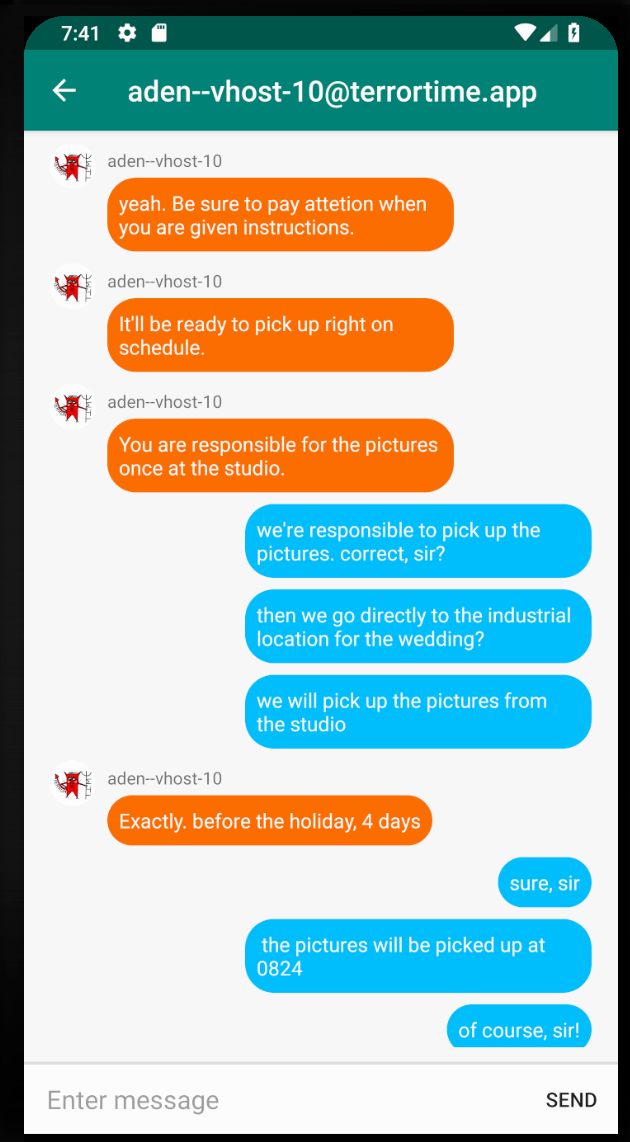 7:41
aden--vhost-10@terrortime.app
aden--vhost-10
yeah. Be sure to pay attetion when
you are given instructions.
aden--vhost-10
It'll be ready to pick up right on
schedule.
aden--vhost-10
You are responsible for the pictures
once at the studio.
we're responsible to pick up the
pictures. correct, sir?
then we go directly to the industrial
location for the wedding?
we will pick up the pictures from
the studio
aden--vhost-10
Exactly. before the holiday, 4 days
sure, sir
the pictures will be picked up at
0824
of course, sir!
Enter message
SEND